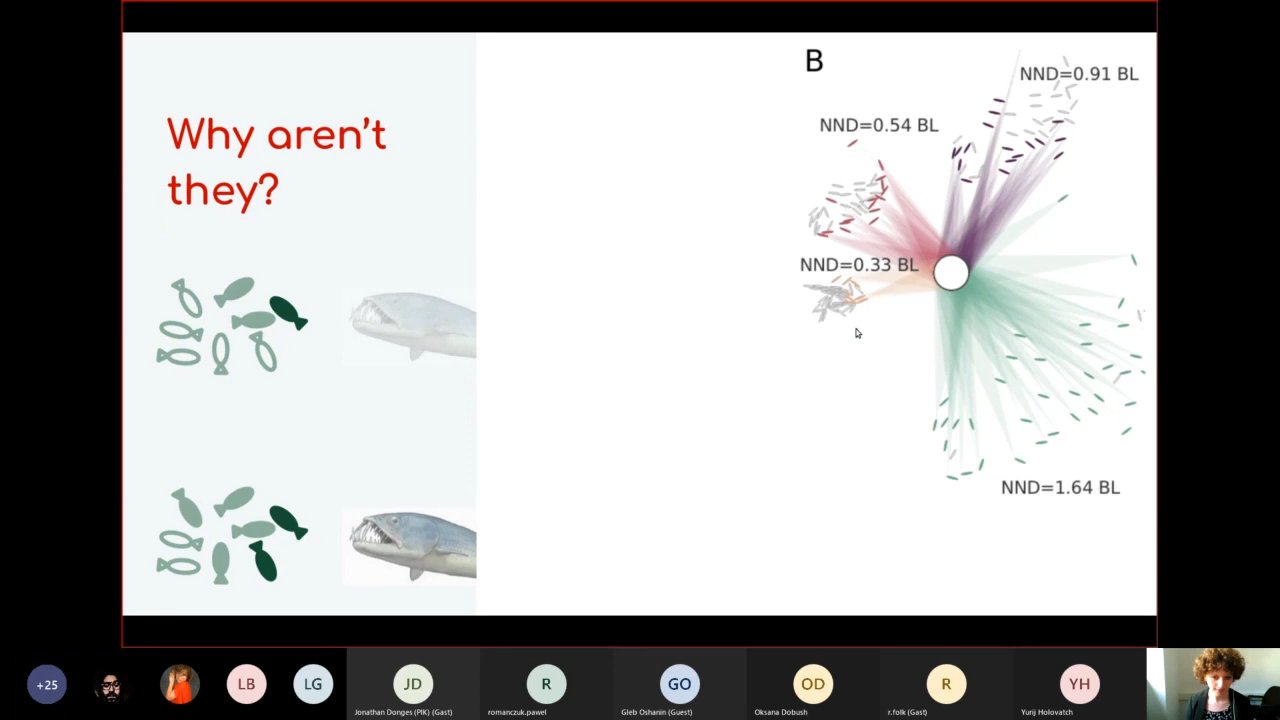 Why aren't
they?
B
NND=0.91 BL
NND=0.54 BL
NND=0.33 BL
NND=1.64 BL
+25
LB
LG
JD
R
GO
OD
R
YH
Jonathan Donges (PIK) (Gast)
romanczuk.pawel
Gleb Oshanin (Guest)
Oksana Dobush
r.folk (Gast)
Yurij Holovatch